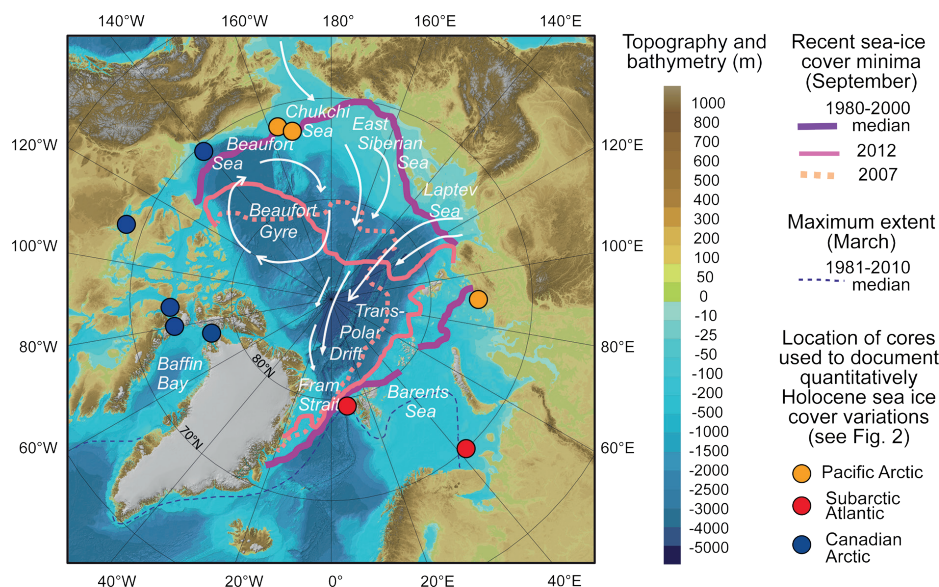 140°W
160°W
180°
160°E
140°E
120°W
100°W
80°W
60°W
120°E
100°E
80°E
60°E
40°W
20°W
0°
20°E
40°E
Chukchi
Sea
Beaufort
Sea
East
Siberian
Sea
Laptev
Sea
Beaufort
Gyre
Trans-
Polar
Drift
Fram
Strait
Barents
Sea
Baffin
Bay
80°N
70°N
Topography and
bathymetry (m)
1000
800
700
600
500
400
300
200
100
50
0
-10
-25
-50
-100
-200
-500
-1000
-1500
-2000
-2500
-3000
-4000
-5000
Recent sea-ice
cover minima
(September)
1980-2000
median
2012
2007
Maximum extent
(March)
1981-2010
median
Location of cores
used to document
quantitatively
Holocene sea ice
cover variations
(see Fig. 2)
Pacific Arctic
Subarctic
Atlantic
Canadian
Arctic